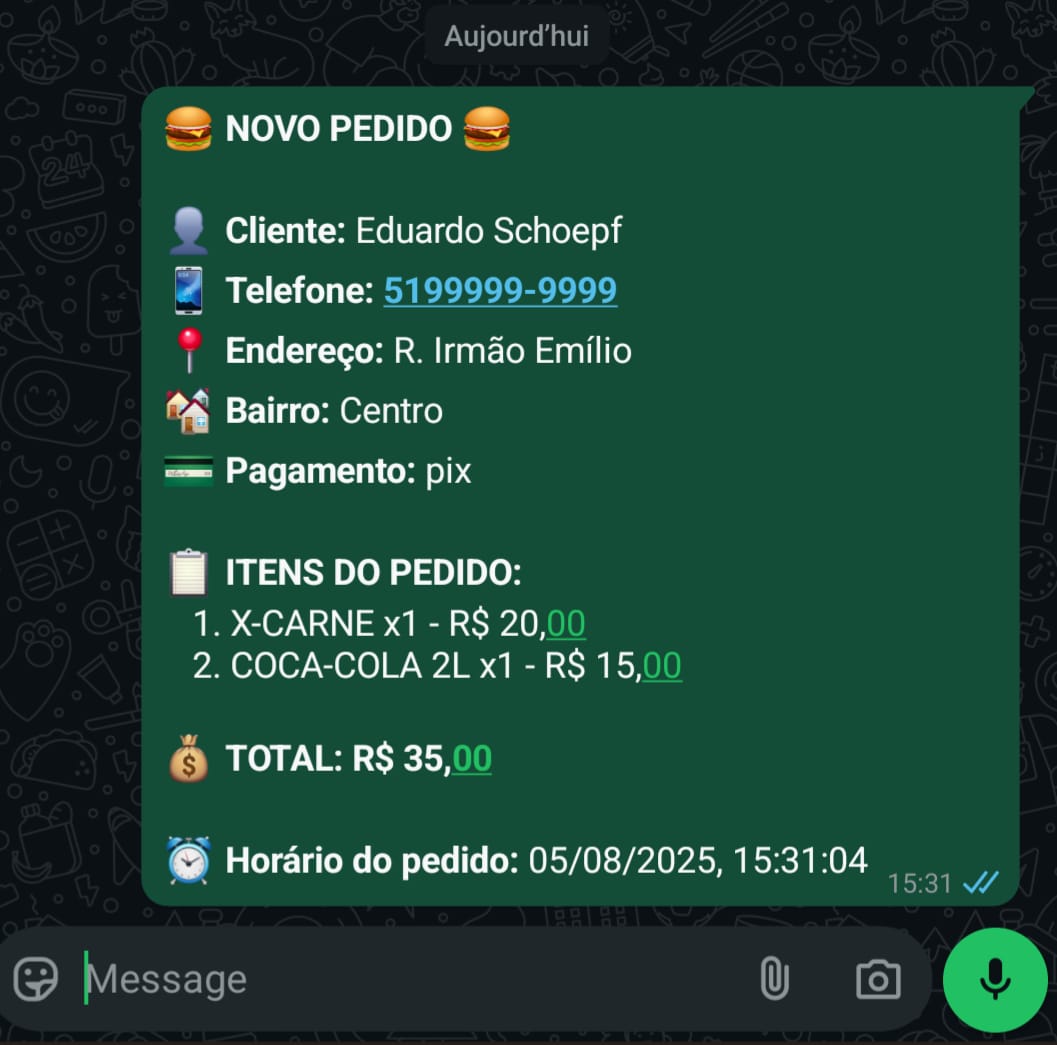 Aujourd'hui
🍔 NOVO PEDIDO 🍔
👤 Cliente: Eduardo Schoepf
📱 Telefone: 5199999-9999
📍 Endereço: R. Irmão Emílio
🏘️ Bairro: Centro
💳 Pagamento: pix
📋 ITENS DO PEDIDO:
1. X-CARNE x1 - R$ 20,00
2. COCA-COLA 2L x1 - R$ 15,00
💰 TOTAL: R$ 35,00
⏰ Horário do pedido: 05/08/2025, 15:31:04
15:31
Message